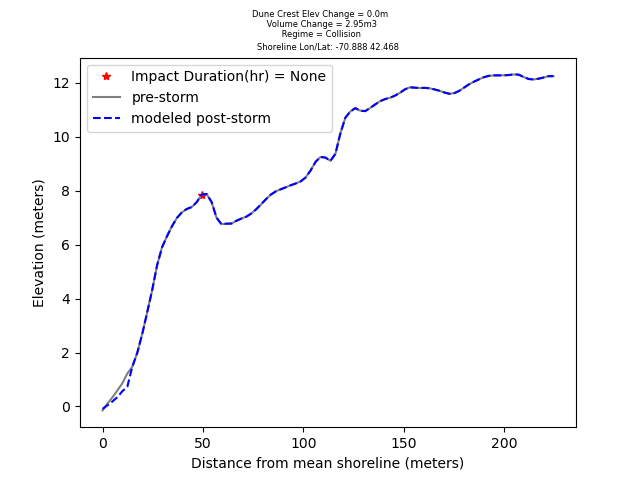 Dune Crest Elev Change = 0.0m
Volume Change = 2.95m3
Regime = Collision
Shoreline Lon/Lat: -70.888 42.468
Impact Duration(hr) = None
pre-storm
modeled post-storm
12
10
8
6
4
2
0
Elevation (meters)
0 50 100 150 200
Distance from mean shoreline (meters)